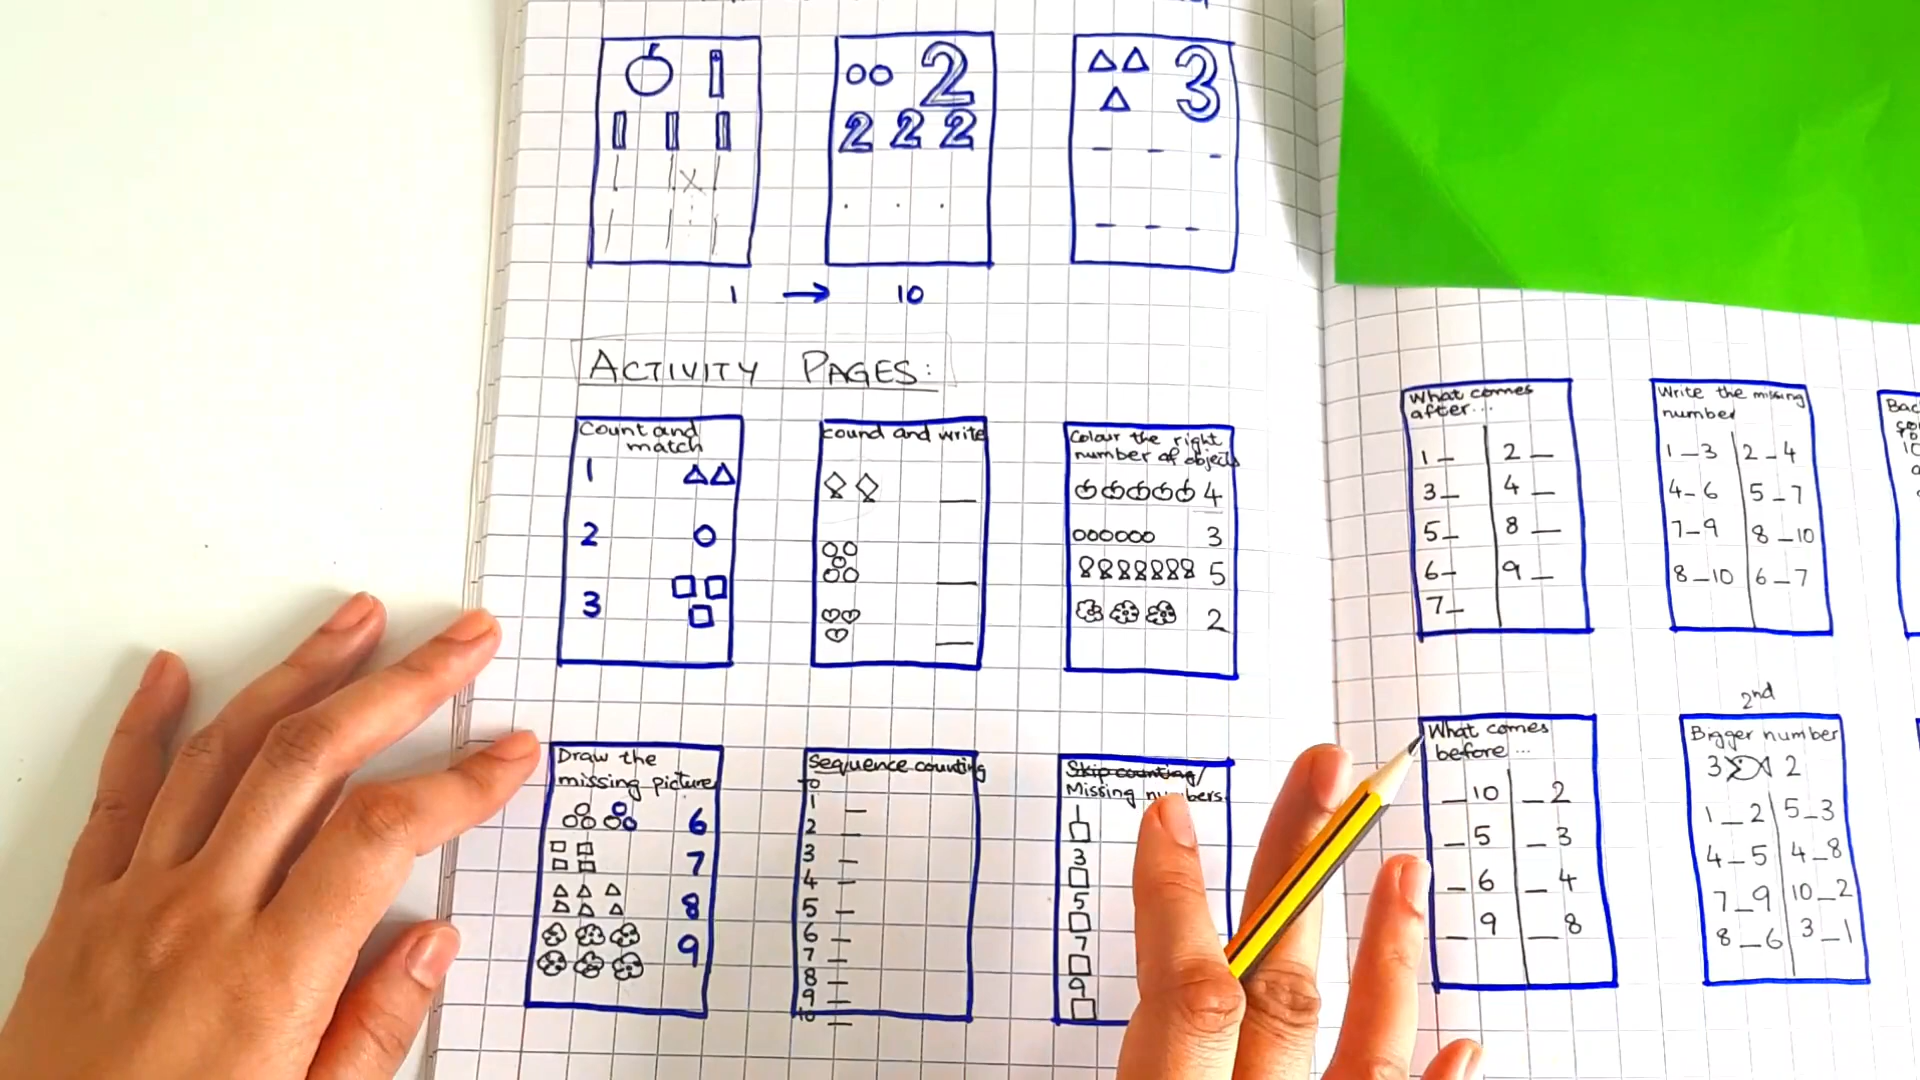 1
2
2 2 2
3
1 → 10
ACTIVITY PAGES:
Count and
match
1
2
3
cound and write
Colour the right
number of objects
4
3
5
2
Draw the
missing picture
6
7
8
9
Sequence counting
0
1 _
2 _
3 _
4 _
5 _
6 _
7 _
8 _
9 _
10 _
Skip counting/
Missing numbers
1
3
5
7
9
What comes
after...
1 _ 2 _
3 _ 4 _
5 _ 8 _
6 _ 9 _
7 _
Write the missing
number
1 _ 3 2 _ 4
4 _ 6 5 _ 7
7 _ 9 8 _ 10
8 _ 10 6 _ 7
Bac
What comes
before...
_ 10 _ 2
_ 5 _ 3
_ 6 _ 4
_ 9 _ 8
2nd
Bigger number
3 2
1 _ 2 5 _ 3
4 _ 5 4 _ 8
7 _ 9 10 _ 2
8 _ 6 3 _ 1